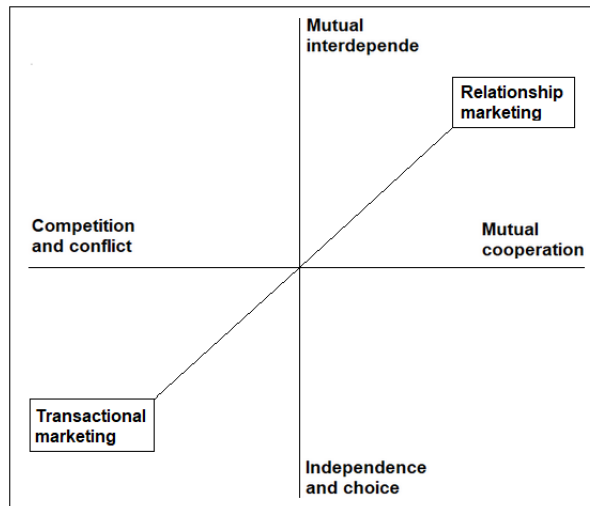 Mutual
interdepende
Relationship
marketing
Competition
and conflict
Mutual
cooperation
Transactional
marketing
Independence
and choice